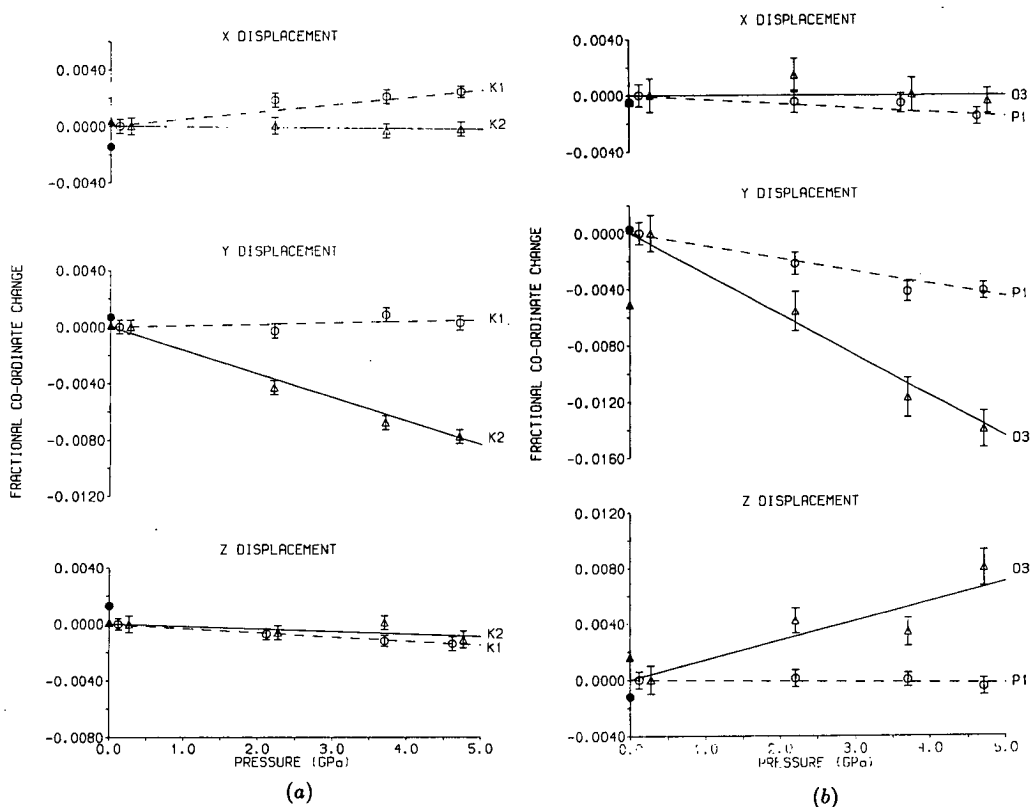 X DISPLACEMENT
0.0040
0.0000
-0.0040
K1
K2
Y DISPLACEMENT
0.0040
0.0000
-0.0040
-0.0080
-0.0120
K1
K2
Z DISPLACEMENT
0.0040
0.0000
-0.0040
-0.0080
K2
K1
0.0 1.0 2.0 3.0 4.0 5.0
PRESSURE (GPa)
FRACTIONAL CO-ORDINATE CHANGE
(a)
X DISPLACEMENT
0.0040
0.0000
-0.0040
O3
P1
Y DISPLACEMENT
0.0000
-0.0040
-0.0080
-0.0120
-0.0160
P1
O3
Z DISPLACEMENT
0.0120
0.0080
0.0040
0.0000
-0.0040
O3
P1
0.0 1.0 2.0 3.0 4.0 5.0
PRESSURE (GPa)
FRACTIONAL CO-ORDINATE CHANGE
(b)